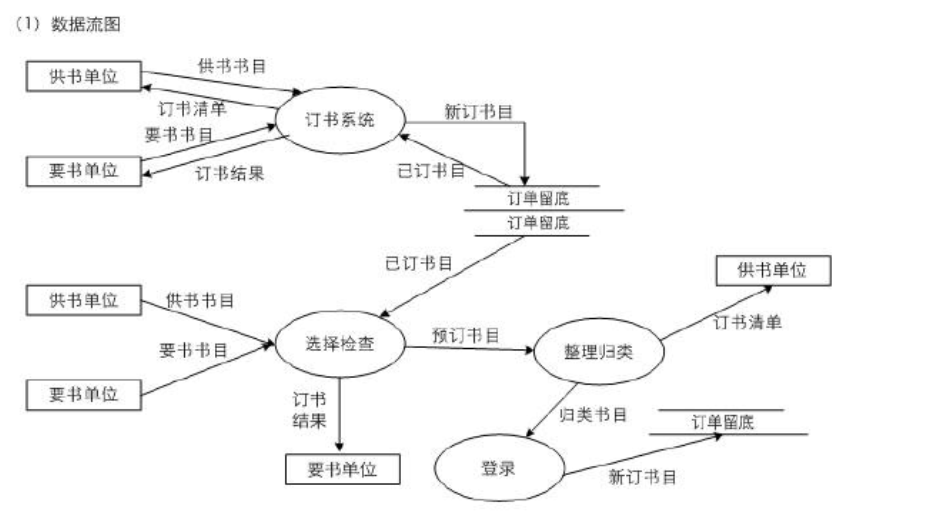 （1）数据流图
供书单位
供书书目
订书清单
订书系统
新订书目
要书书目
要书单位
订书结果
已订书目
订单留底
订单留底
已订书目
供书单位
供书单位
供书书目
订书清单
选择检查
预订书目
整理归类
要书书目
要书单位
订书
结果
归类书目
订单留底
要书单位
登录
新订书目